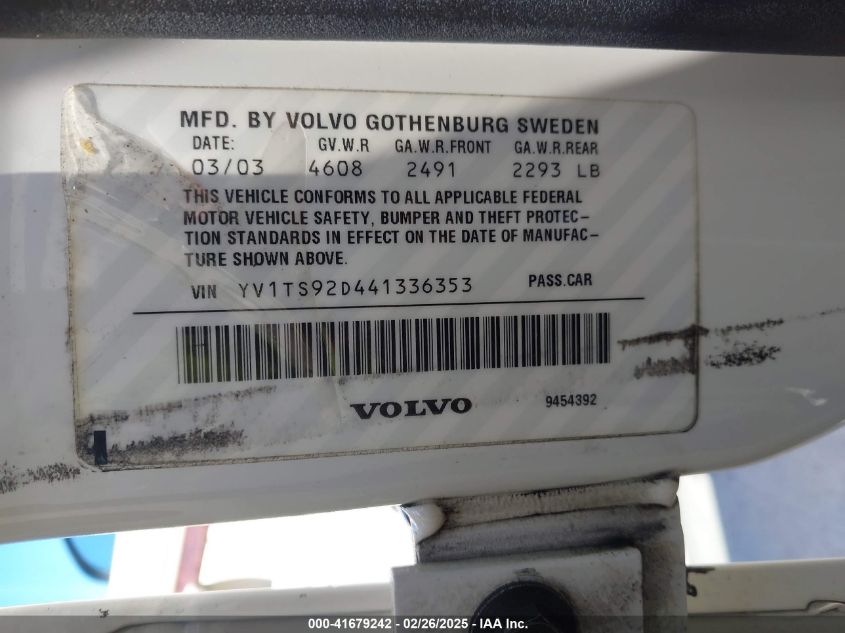 MFD. BY VOLVO GOTHENBURG SWEDEN
DATE: GV.W.R GA.W.R.FRONT GA.W.R.REAR
03/03 4608 2491 2293 LB
THIS VEHICLE CONFORMS TO ALL APPLICABLE FEDERAL
MOTOR VEHICLE SAFETY, BUMPER AND THEFT PROTEC-
TION STANDARDS IN EFFECT ON THE DATE OF MANUFAC-
TURE SHOWN ABOVE.
VIN YV1TS92D441336353 PASS.CAR
VOLVO 9454392
000-41679242 / 02/26/2025 - IAA Inc.